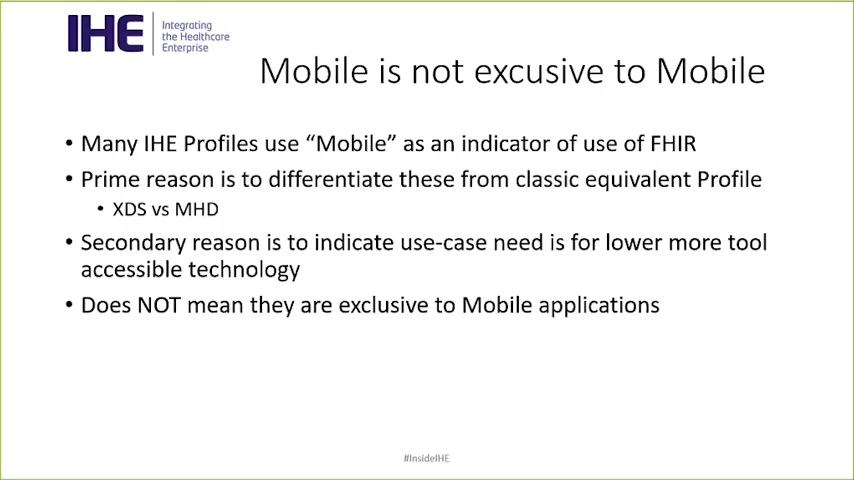 IHE
Integrating
the Healthcare
Enterprise
Mobile is not excusive to Mobile
• Many IHE Profiles use “Mobile” as an indicator of use of FHIR
• Prime reason is to differentiate these from classic equivalent Profile
• XDS vs MHD
• Secondary reason is to indicate use-case need is for lower more tool
accessible technology
• Does NOT mean they are exclusive to Mobile applications
#InsideIHE